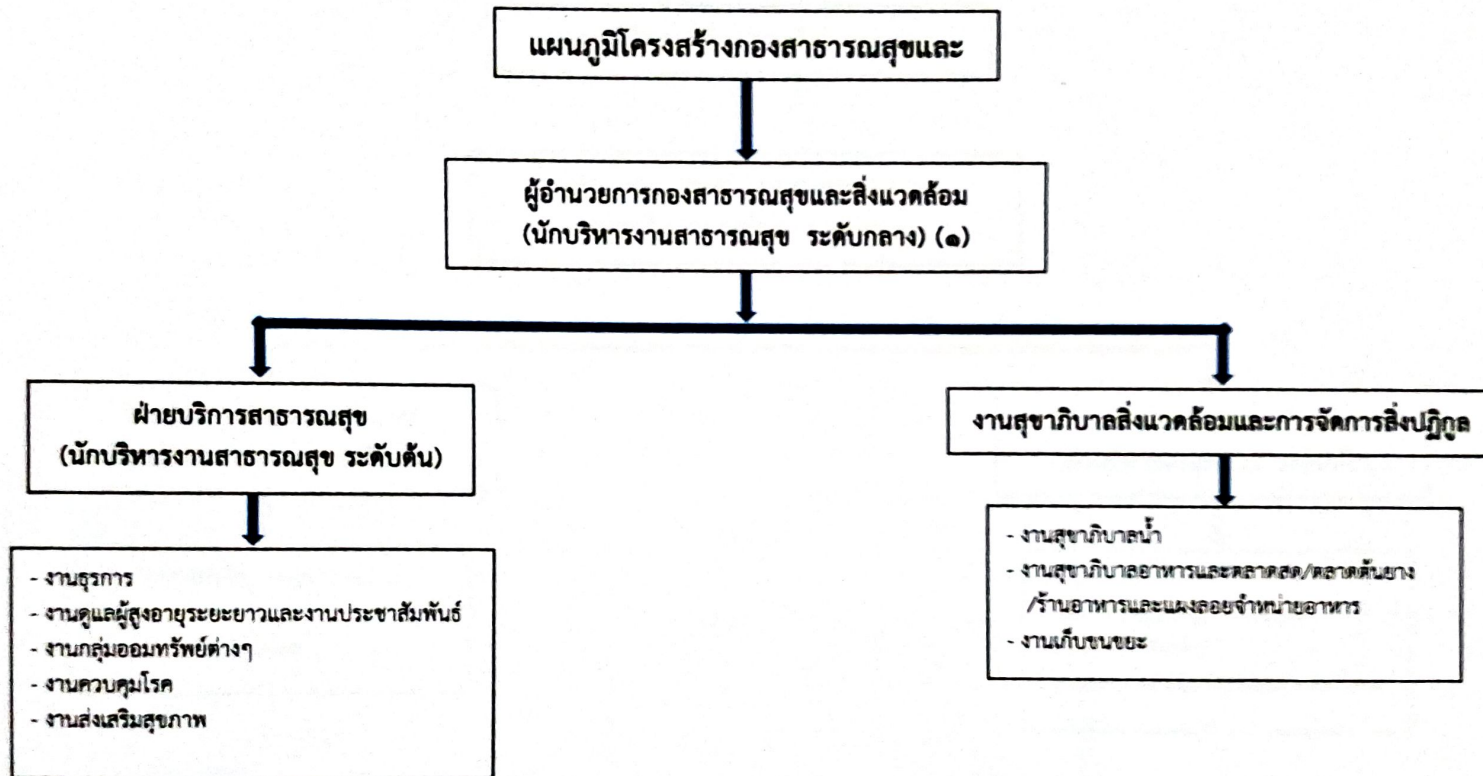 แผนภูมิโครงสร้างกองสาธารณสุขและ
ผู้อำนวยการกองสาธารณสุขและสิ่งแวดล้อม
(นักบริหารงานสาธารณสุข ระดับกลาง) (๑)
ฝ่ายบริการสาธารณสุข
(นักบริหารงานสาธารณสุข ระดับต้น)
- งานธุรการ
- งานดูแลผู้สูงอายุระยะยาวและงานประชาสัมพันธ์
- งานกลุ่มออมทรัพย์ต่างๆ
- งานควบคุมโรค
- งานส่งเสริมสุขภาพ
งานสุขาภิบาลสิ่งแวดล้อมและการจัดการสิ่งปฏิกูล
- งานสุขาภิบาลน้ำ
- งานสุขาภิบาลอาหารและตลาดสด/ตลาดต้นยาง
/ร้านอาหารและแผงลอยจำหน่ายอาหาร
- งานเก็บขนขยะ